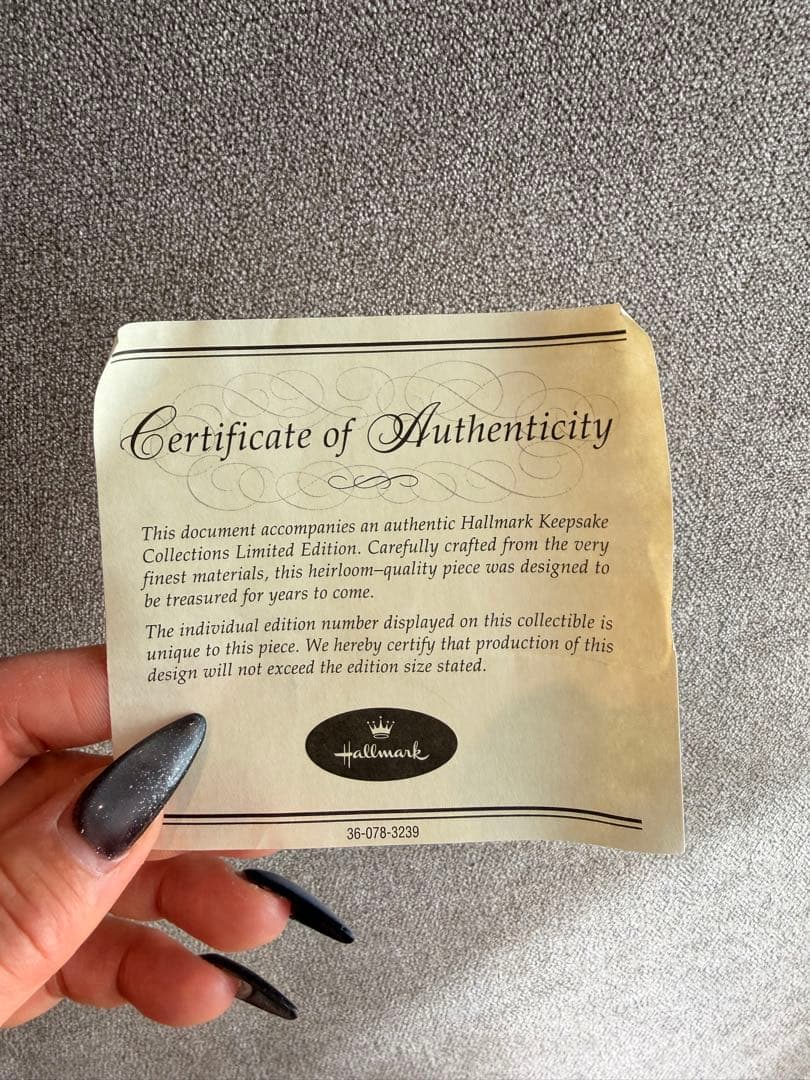 Certificate of Authenticity
This document accompanies an authentic Hallmark Keepsake
Collections Limited Edition. Carefully crafted from the very
finest materials, this heirloom–quality piece was designed to
be treasured for years to come.
The individual edition number displayed on this collectible is
unique to this piece. We hereby certify that production of this
design will not exceed the edition size stated.
Hallmark
36-078-3239